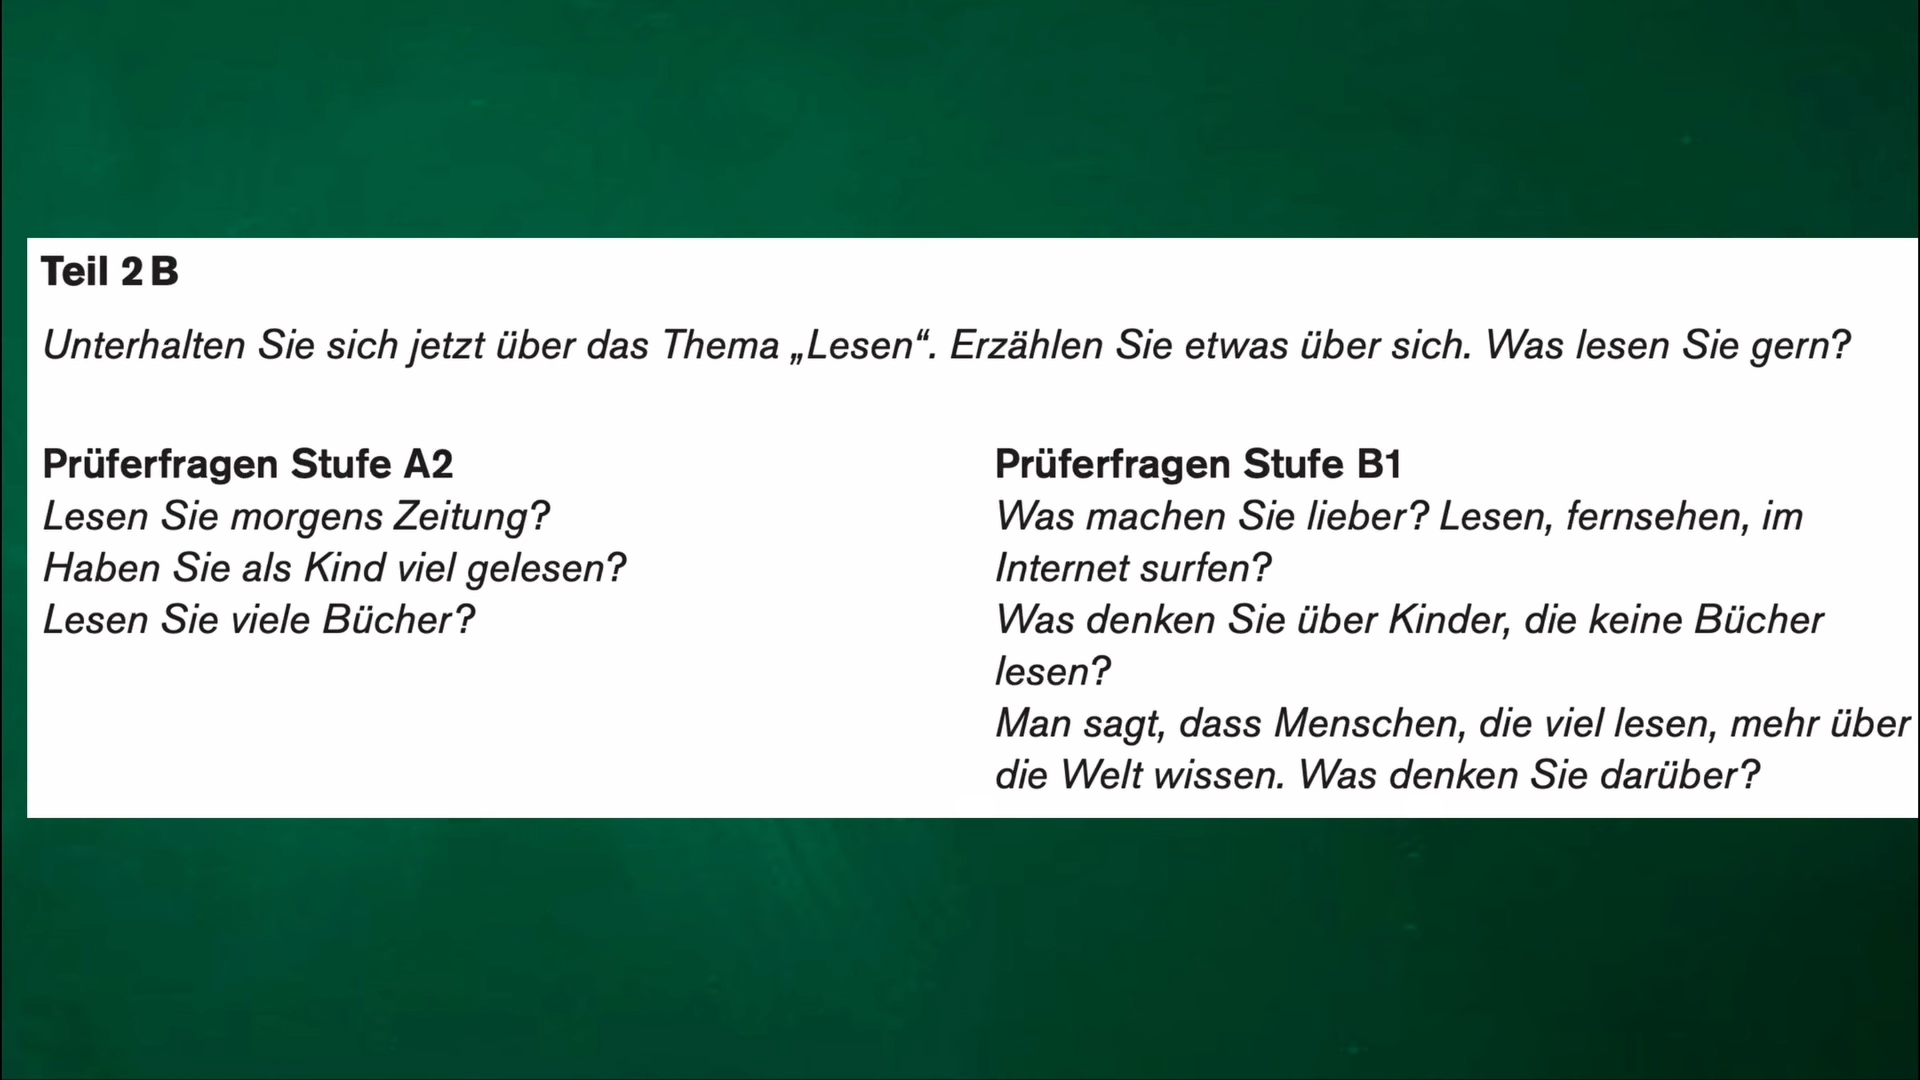 Teil 2 B
Unterhalten Sie sich jetzt über das Thema „Lesen“. Erzählen Sie etwas über sich. Was lesen Sie gern?
Prüferfragen Stufe A2
Lesen Sie morgens Zeitung?
Haben Sie als Kind viel gelesen?
Lesen Sie viele Bücher?
Prüferfragen Stufe B1
Was machen Sie lieber? Lesen, fernsehen, im
Internet surfen?
Was denken Sie über Kinder, die keine Bücher
lesen?
Man sagt, dass Menschen, die viel lesen, mehr über
die Welt wissen. Was denken Sie darüber?